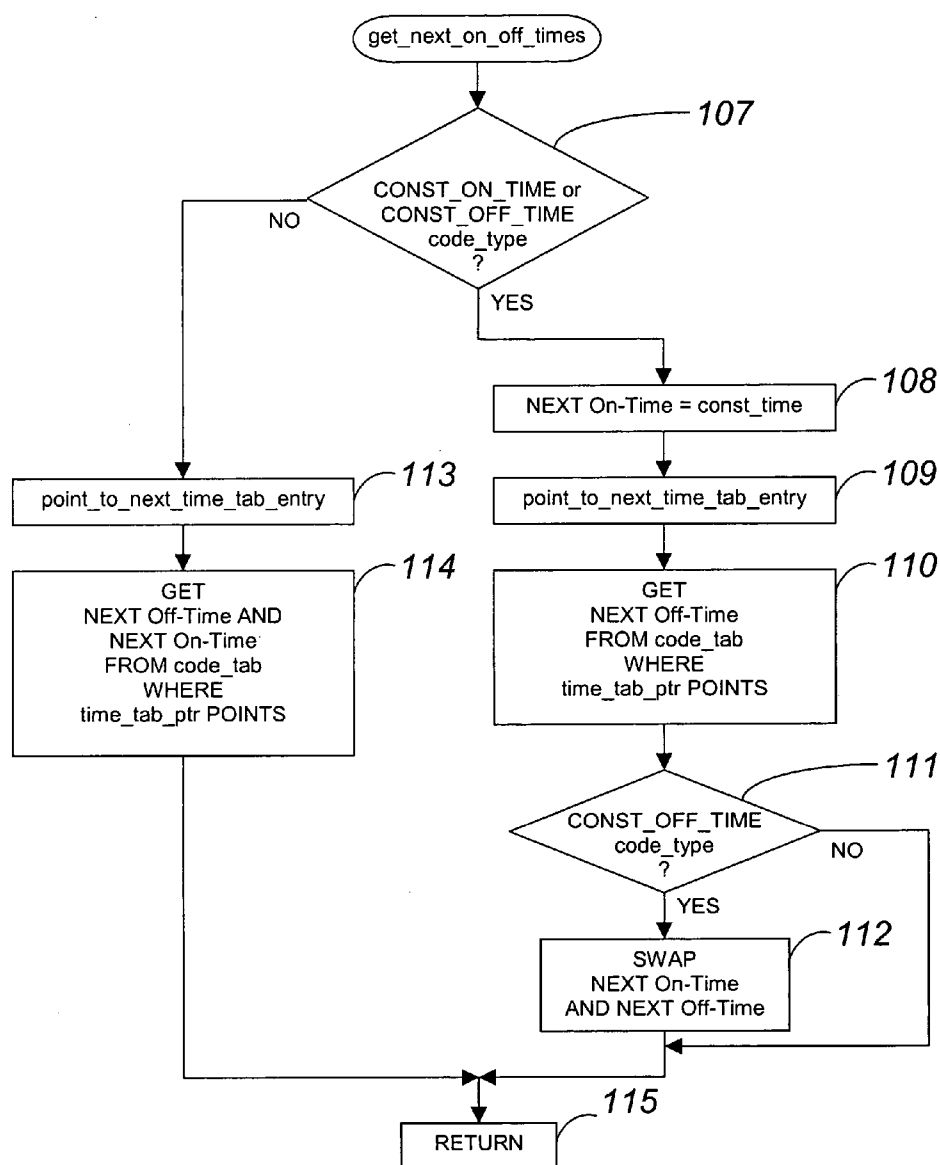 get_next_on_off_times
107
CONST_ON_TIME or
CONST_OFF_TIME
code_type
?
NO
YES
108
NEXT On-Time = const_time
113
point_to_next_time_tab_entry
109
point_to_next_time_tab_entry
114
GET
NEXT Off-Time AND
NEXT On-Time
FROM code_tab
WHERE
time_tab_ptr POINTS
110
GET
NEXT Off-Time
FROM code_tab
WHERE
time_tab_ptr POINTS
111
CONST_OFF_TIME
code_type
?
NO
YES
112
SWAP
NEXT On-Time
AND NEXT Off-Time
115
RETURN